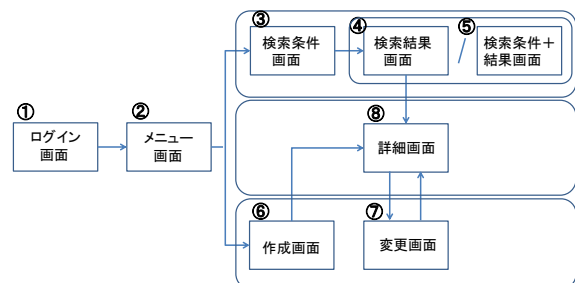 ③
検索条件
画面
④
検索結果
画面
/
⑤
検索条件＋
結果画面
①
ログイン
画面
②
メニュー
画面
⑧
詳細画面
⑥
作成画面
⑦
変更画面